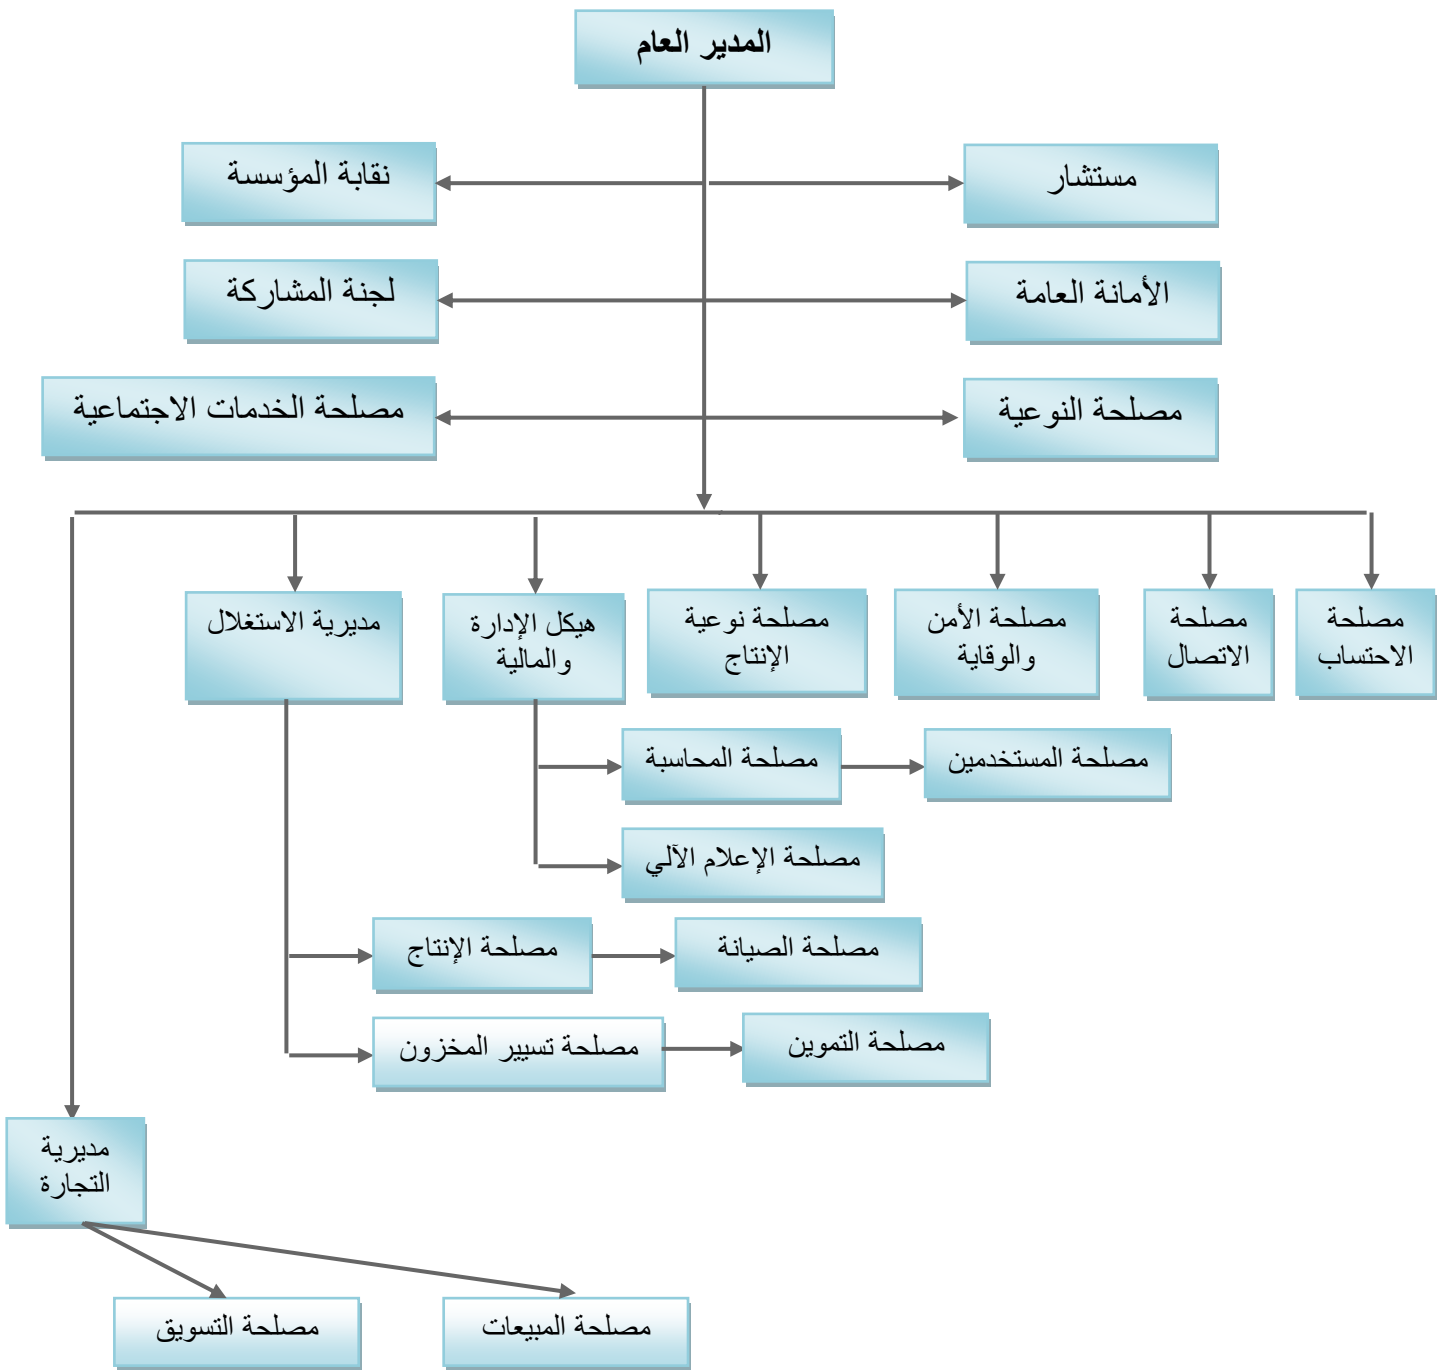 المدير العام
مستشار
نقابة المؤسسة
الأمانة العامة
لجنة المشاركة
مصلحة النوعية
مصلحة الخدمات الاجتماعية
مصلحة
الاحتساب
مصلحة
الاتصال
مصلحة الأمن
والوقاية
مصلحة نوعية
الإنتاج
هيكل الإدارة
والمالية
مديرية الاستغلال
مصلحة المحاسبة
مصلحة المستخدمين
مصلحة الإعلام الآلي
مصلحة الإنتاج
مصلحة الصيانة
مصلحة تسيير المخزون
مصلحة التموين
مديرية
التجارة
مصلحة المبيعات
مصلحة التسويق